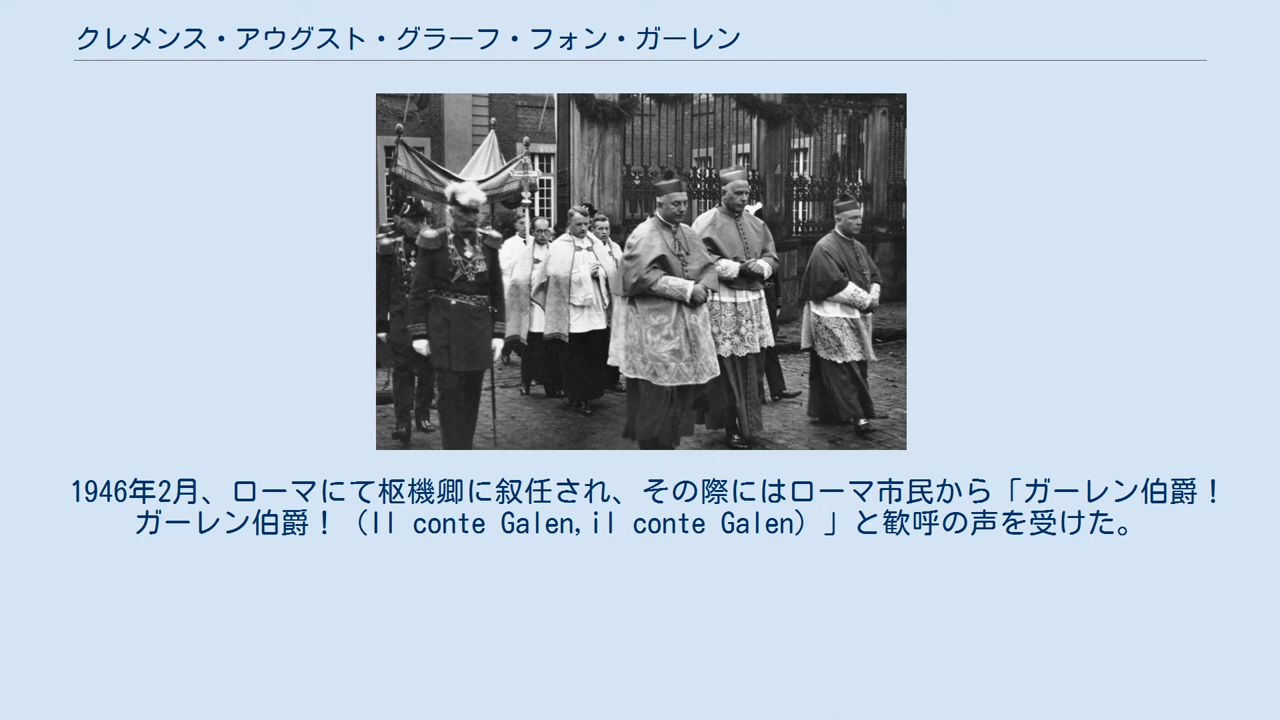 クレメンス・アウグスト・グラーフ・フォン・ガーレン
1946年2月、ローマにて枢機卿に叙任され、その際にはローマ市民から「ガーレン伯爵！
ガーレン伯爵！（Il conte Galen,il conte Galen）」と歓呼の声を受けた。